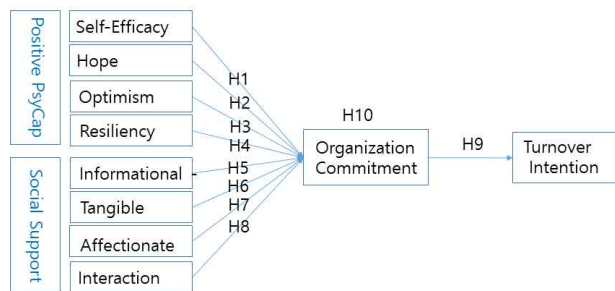 Positive PsyCap
Self-Efficacy
Hope
Optimism
Resiliency
Social Support
Informational
Tangible
Affectionate
Interaction
H1
H2
H3
H4
H5
H6
H7
H8
H10
Organization
Commitment
H9
Turnover
Intention